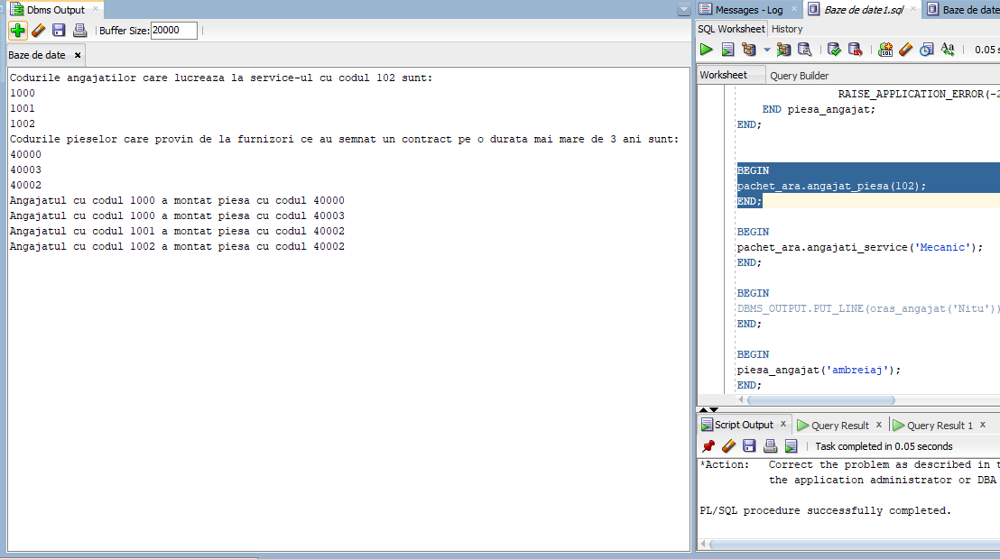 Dbms Output
Buffer Size: 20000
Baze de date
Codurile angajatilor care lucreaza la service-ul cu codul 102 sunt:
1000
1001
1002
Codurile pieselor care provin de la furnizori ce au semnat un contract pe o durata mai mare de 3 ani sunt:
40000
40003
40002
Angajatul cu codul 1000 a montat piesa cu codul 40000
Angajatul cu codul 1000 a montat piesa cu codul 40003
Angajatul cu codul 1001 a montat piesa cu codul 40002
Angajatul cu codul 1002 a montat piesa cu codul 40002
Messages - Log
Baze de date1.sql
Baze de date
SQL Worksheet History
SQL
Aa
0.05 s
Worksheet Query Builder
RAISE_APPLICATION_ERROR(-2
END piesa_angajat;
END;
BEGIN
pachet_ara.angajat_piesa(102);
END;
BEGIN
pachet_ara.angajati_service('Mecanic');
END;
BEGIN
DBMS_OUTPUT.PUT_LINE(oras_angajat('Nitu'))
END;
BEGIN
piesa_angajat('ambreiaj');
END;
Script Output
Query Result
Query Result 1
Task completed in 0.05 seconds
*Action: Correct the problem as described in t
the application administrator or DBA
PL/SQL procedure successfully completed.